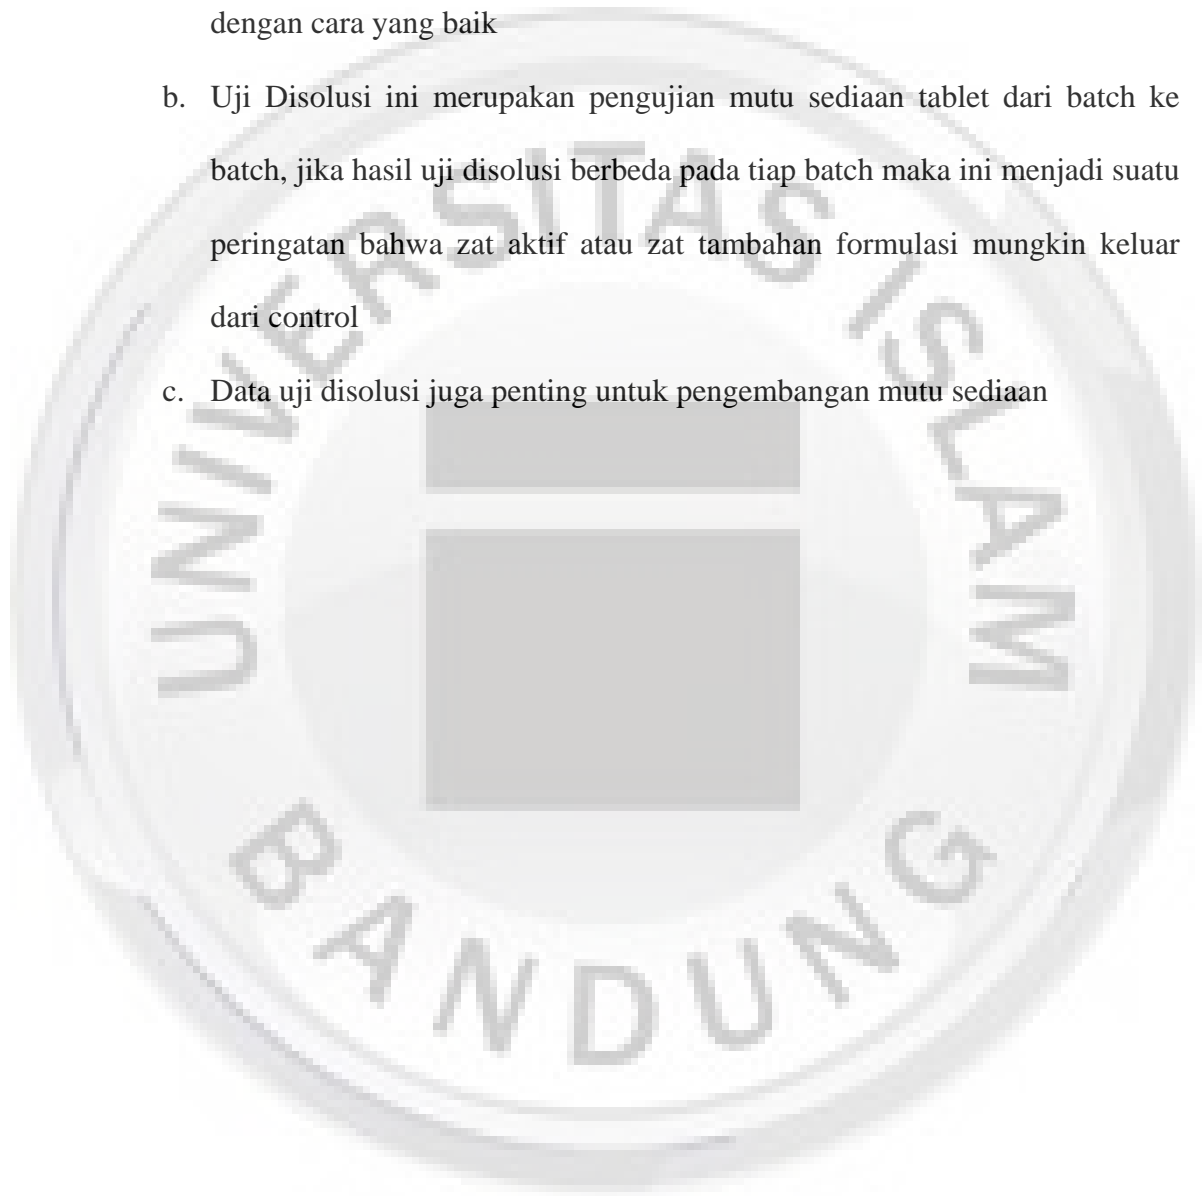 dengan cara yang baik
b. Uji Disolusi ini merupakan pengujian mutu sediaan tablet dari batch ke
batch, jika hasil uji disolusi berbeda pada tiap batch maka ini menjadi suatu
peringatan bahwa zat aktif atau zat tambahan formulasi mungkin keluar
dari control
c. Data uji disolusi juga penting untuk pengembangan mutu sediaan
UNIVERSITAS ISLAM
BANDUNG